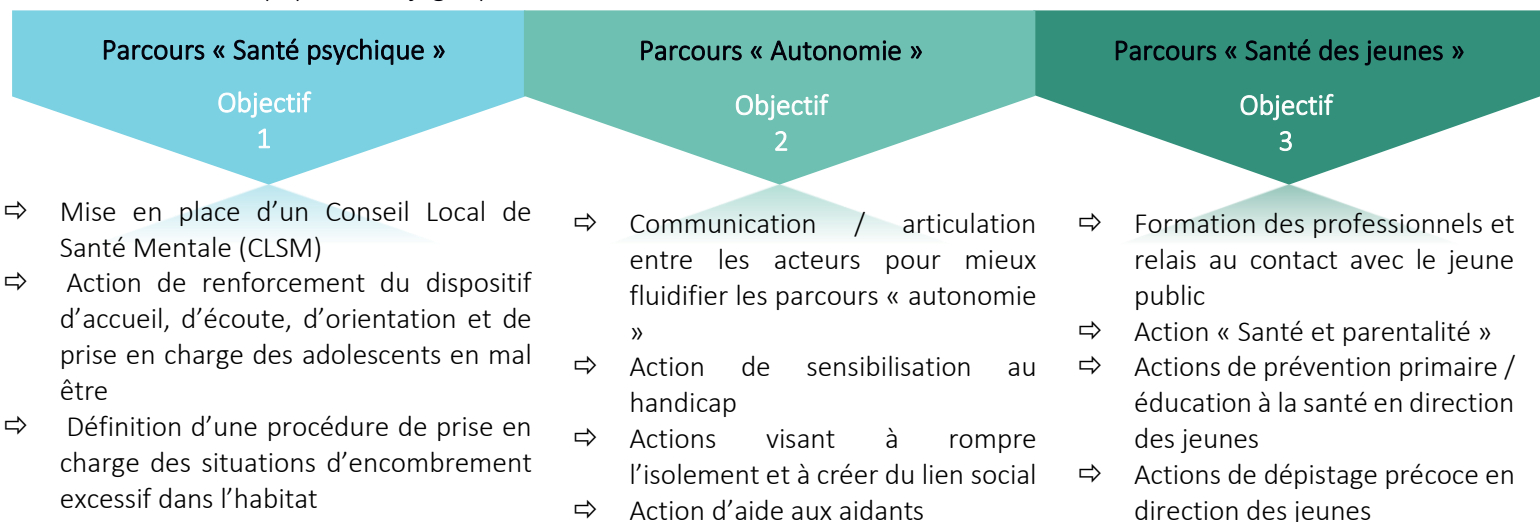 Parcours « Santé psychique »
Objectif
1
⇨ Mise en place d’un Conseil Local de
Santé Mentale (CLSM)
⇨ Action de renforcement du dispositif
d’accueil, d’écoute, d’orientation et de
prise en charge des adolescents en mal
être
⇨ Définition d’une procédure de prise en
charge des situations d’encombrement
excessif dans l’habitat
Parcours « Autonomie »
Objectif
2
⇨ Communication / articulation
entre les acteurs pour mieux
fluidifier les parcours « autonomie
»
⇨ Action de sensibilisation au
handicap
⇨ Actions visant à rompre
l’isolement et à créer du lien social
⇨ Action d’aide aux aidants
Parcours « Santé des jeunes »
Objectif
3
⇨ Formation des professionnels et
relais au contact avec le jeune
public
⇨ Action « Santé et parentalité »
⇨ Actions de prévention primaire /
éducation à la santé en direction
des jeunes
⇨ Actions de dépistage précoce en
direction des jeunes